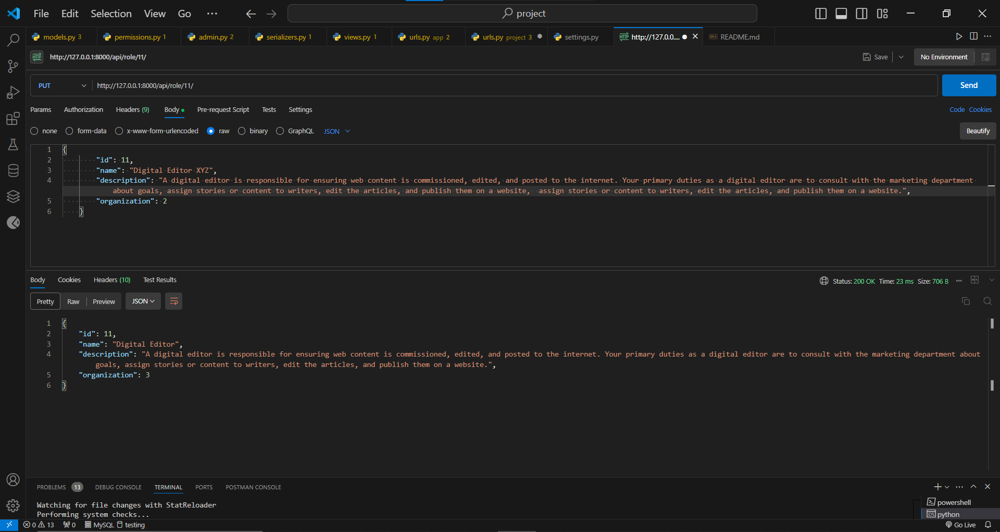 File Edit Selection View Go ··· project
models.py 3 permissions.py 1 admin.py 2 serializers.py 1 views.py 1 urls.py app 2 urls.py project 3 settings.py HTTP http://127.0.0.... README.md
HTTP http://127.0.0.1:8000/api/role/11/ Save No Environment
PUT http://127.0.0.1:8000/api/role/11/ Send
Params Authorization Headers (9) Body Pre-request Script Tests Settings Code Cookies
none form-data x-www-form-urlencoded raw binary GraphQL JSON Beautify
1 {
2 "id": 11,
3 "name": "Digital Editor XYZ",
4 "description": "A digital editor is responsible for ensuring web content is commissioned, edited, and posted to the internet. Your primary duties as a digital editor are to consult with the marketing department
about goals, assign stories or content to writers, edit the articles, and publish them on a website,  assign stories or content to writers, edit the articles, and publish them on a website.",
5 "organization": 2
6 }
Body Cookies Headers (10) Test Results Status: 200 OK Time: 23 ms Size: 706 B
Pretty Raw Preview JSON
1 {
2 "id": 11,
3 "name": "Digital Editor",
4 "description": "A digital editor is responsible for ensuring web content is commissioned, edited, and posted to the internet. Your primary duties as a digital editor are to consult with the marketing department about
goals, assign stories or content to writers, edit the articles, and publish them on a website.",
5 "organization": 3
6 }
PROBLEMS 13 DEBUG CONSOLE TERMINAL PORTS POSTMAN CONSOLE
Watching for file changes with StatReloader
Performing system checks...
powershell
python
0 13 0 MySQL testing Go Live